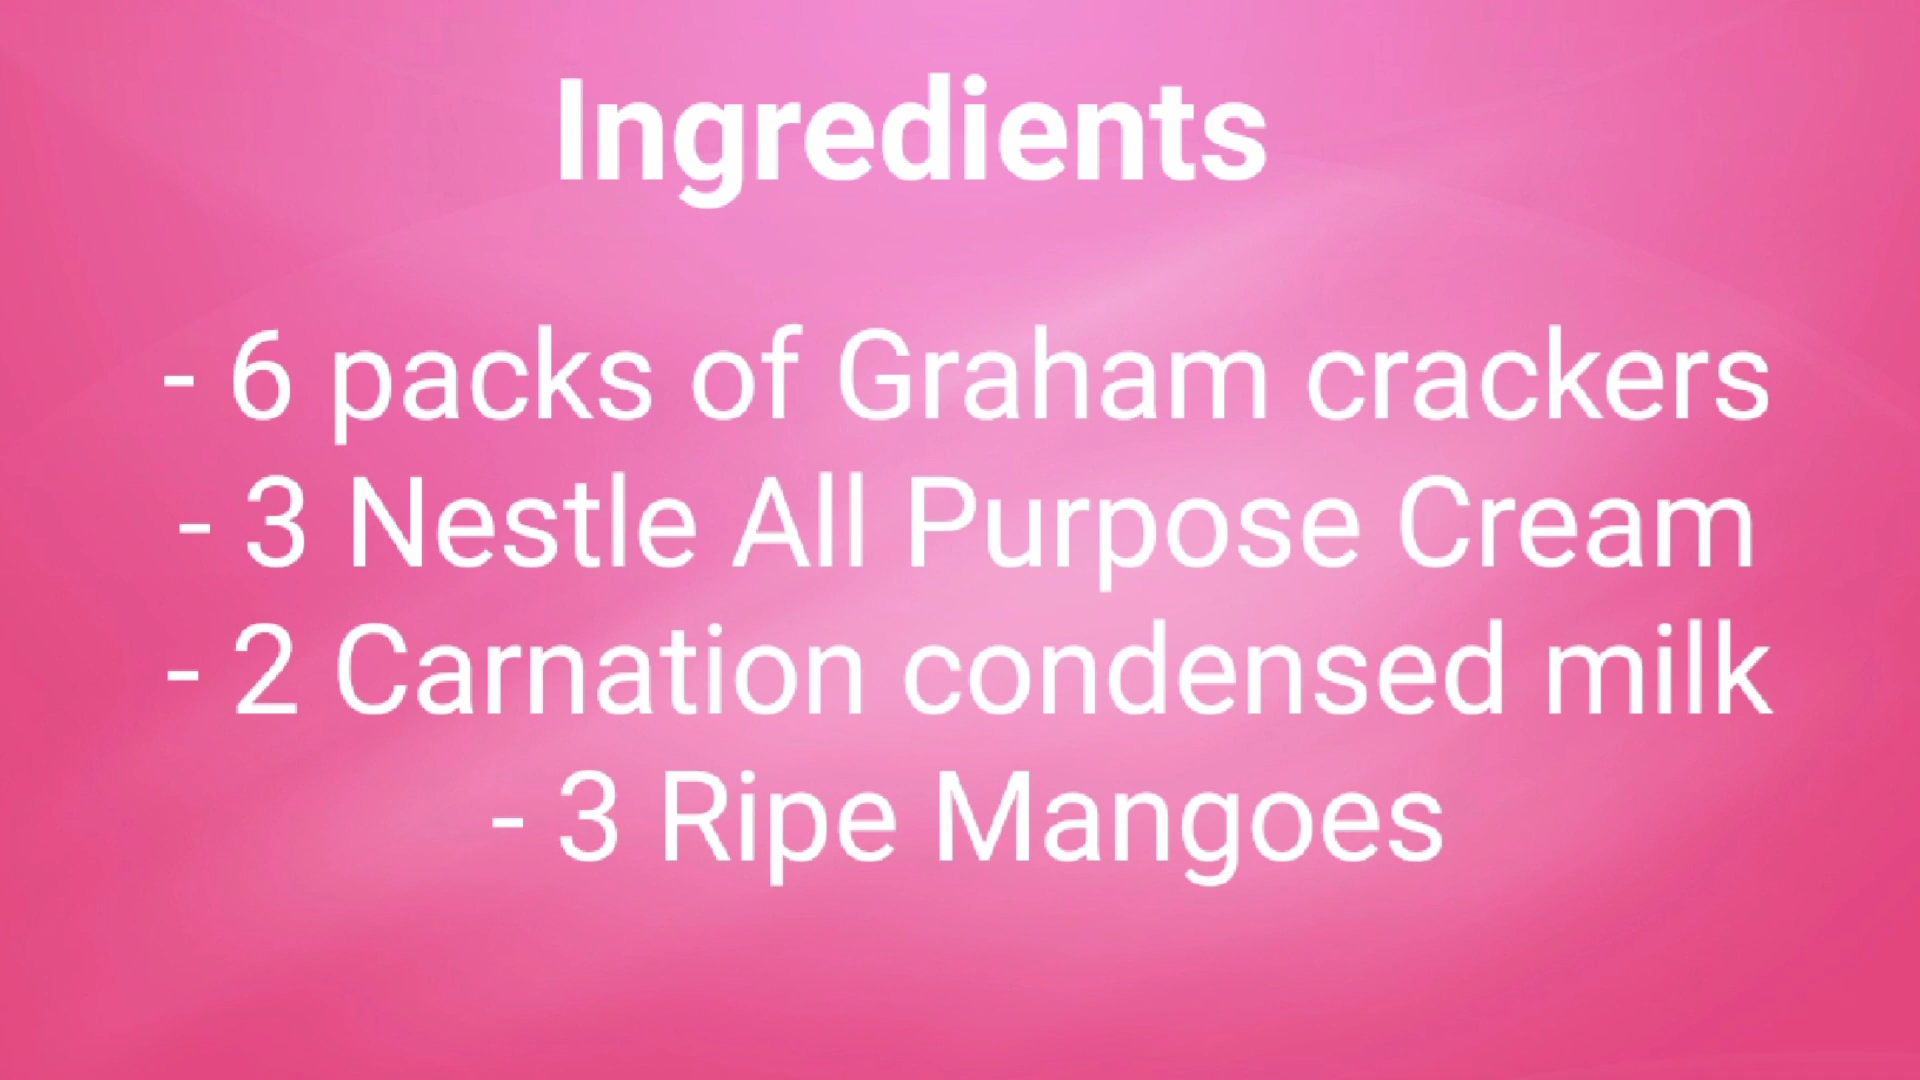 Ingredients
- 6 packs of Graham crackers
- 3 Nestle All Purpose Cream
- 2 Carnation condensed milk
- 3 Ripe Mangoes